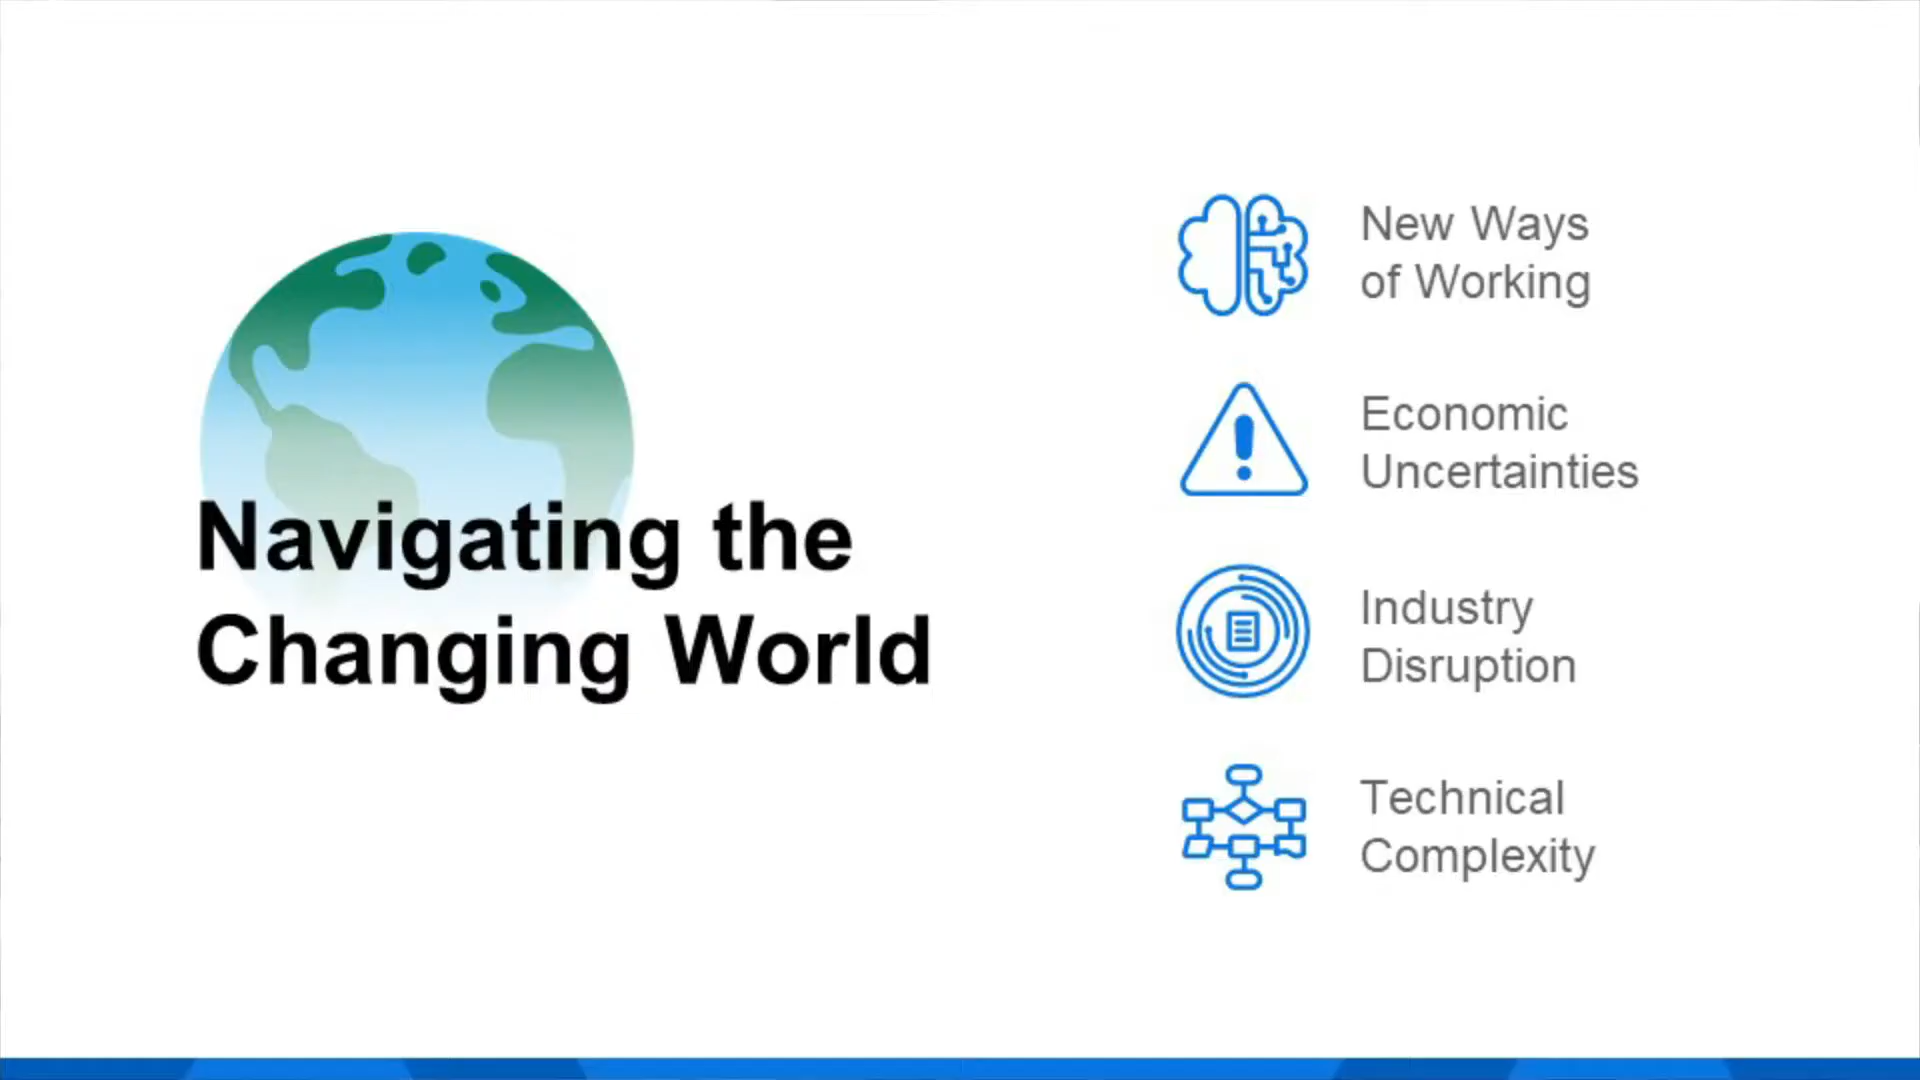 Navigating the
Changing World
New Ways
of Working
Economic
Uncertainties
Industry
Disruption
Technical
Complexity